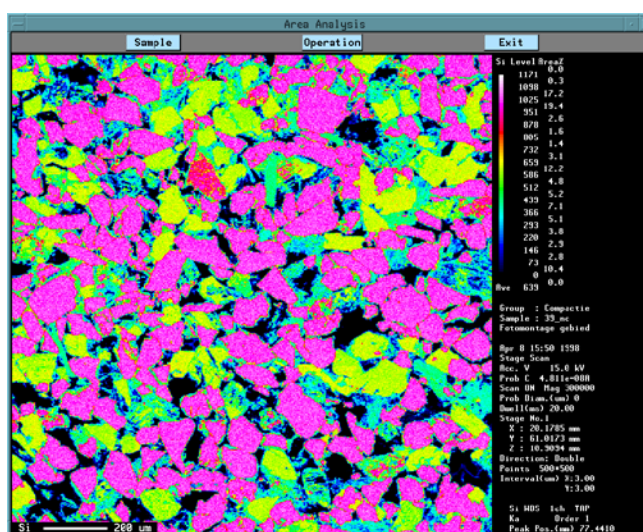 Area Analysis
Sample Operation Exit
Si Level Area%
1171 0.0
1098 0.3
1025 17.2
951 19.4
878 2.6
805 1.6
732 1.4
659 3.1
586 12.2
512 4.8
439 5.2
366 7.1
293 5.1
220 3.8
146 2.9
73 2.8
0 10.4
Ave 639 0.0
Group : Compactie
Sample : 39_nc
Fotomontage gebied
Apr 8 15:50 1998
Stage Scan
Acc. V 15.0 kV
Prob C 4.811e-08A
Scan ON Mag 300000
Prob Diam.(um) 0
Dwell(ms) 20.00
Stage No.1
X : 20.1785 mm
Y : 61.0173 mm
Z : 10.9094 mm
Direction: Double
Points 500*500
Interval(um) X:3.00
Y:3.00
Si WDS 1ch TAP
Ka Order 1
Peak Pos.(mm) 77.4410
Si 200 um